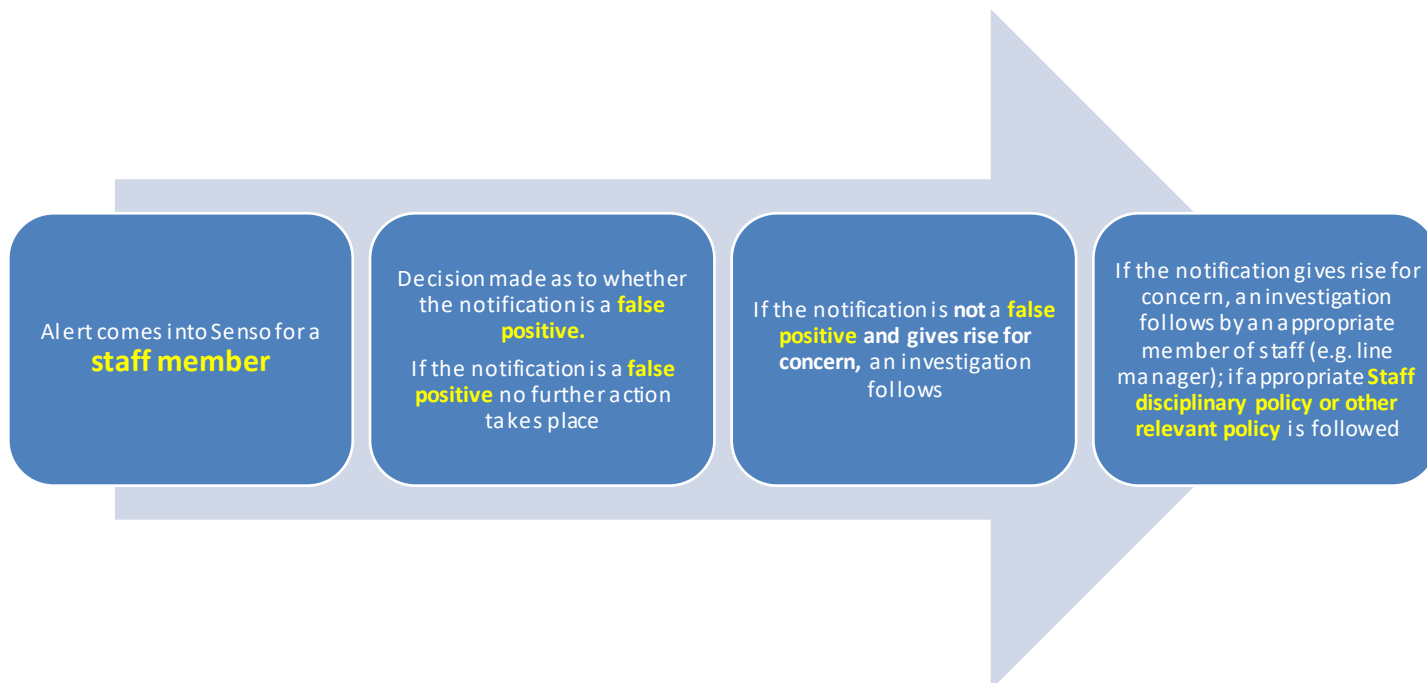 Alert comes into Senso for a
staff member
Decision made as to whether
the notification is a false
positive.
If the notification is a false
positive no further action
takes place
If the notification is not a false
positive and gives rise for
concern, an investigation
follows
If the notification gives rise for
concern, an investigation
follows by an appropriate
member of staff (e.g. line
manager); if appropriate Staff
disciplinary policy or other
relevant policy is followed